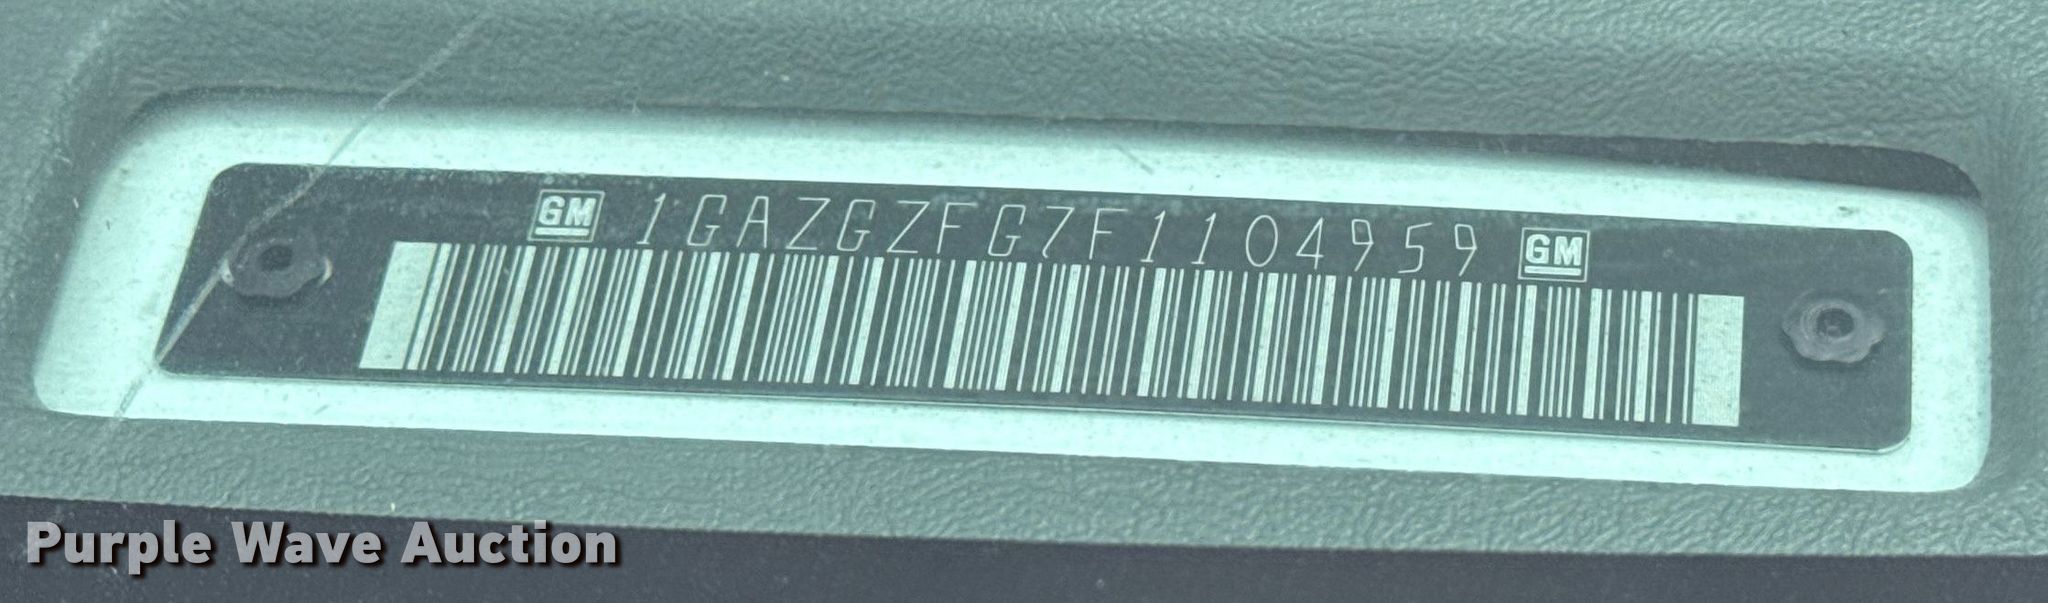 GM 1GAZGZFG7F1104959 GM
Purple Wave Auction